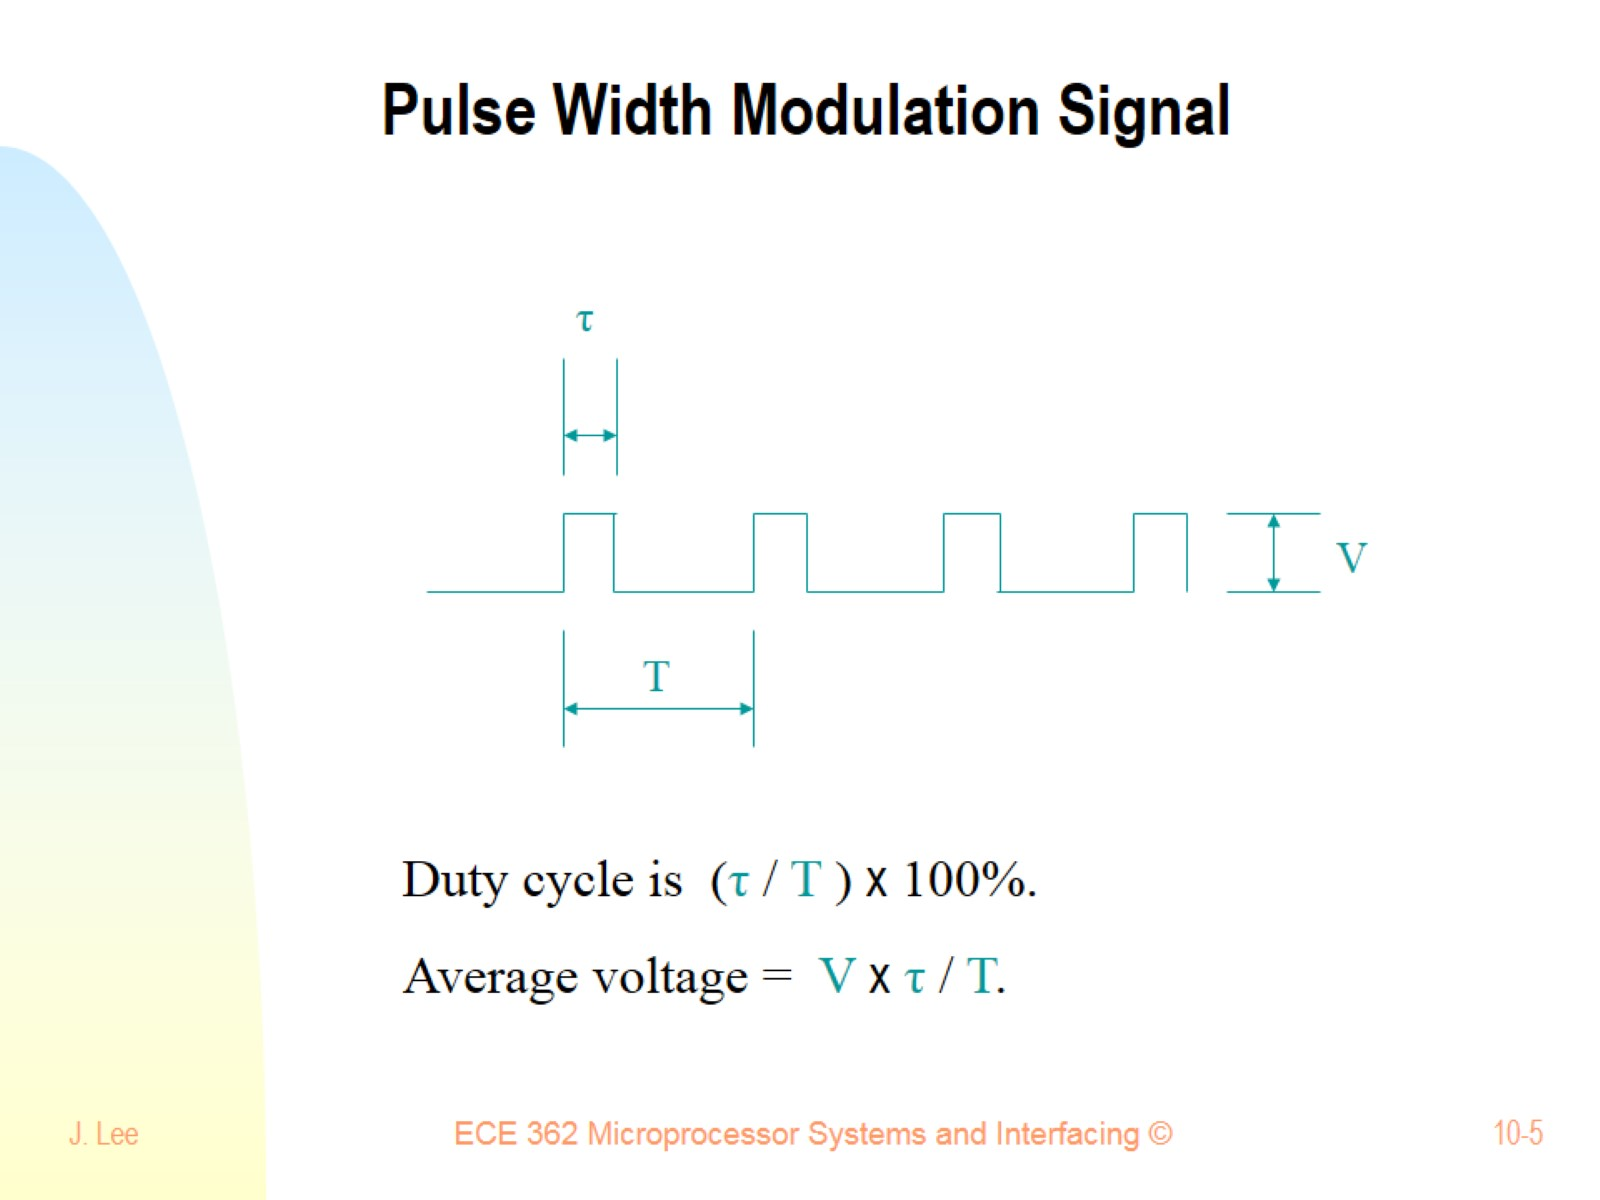 Pulse Width Modulation Signal
τ
V
T
Duty cycle is (τ / T ) x 100%.
Average voltage = V x τ / T.
J. Lee
ECE 362 Microprocessor Systems and Interfacing ©
10-5